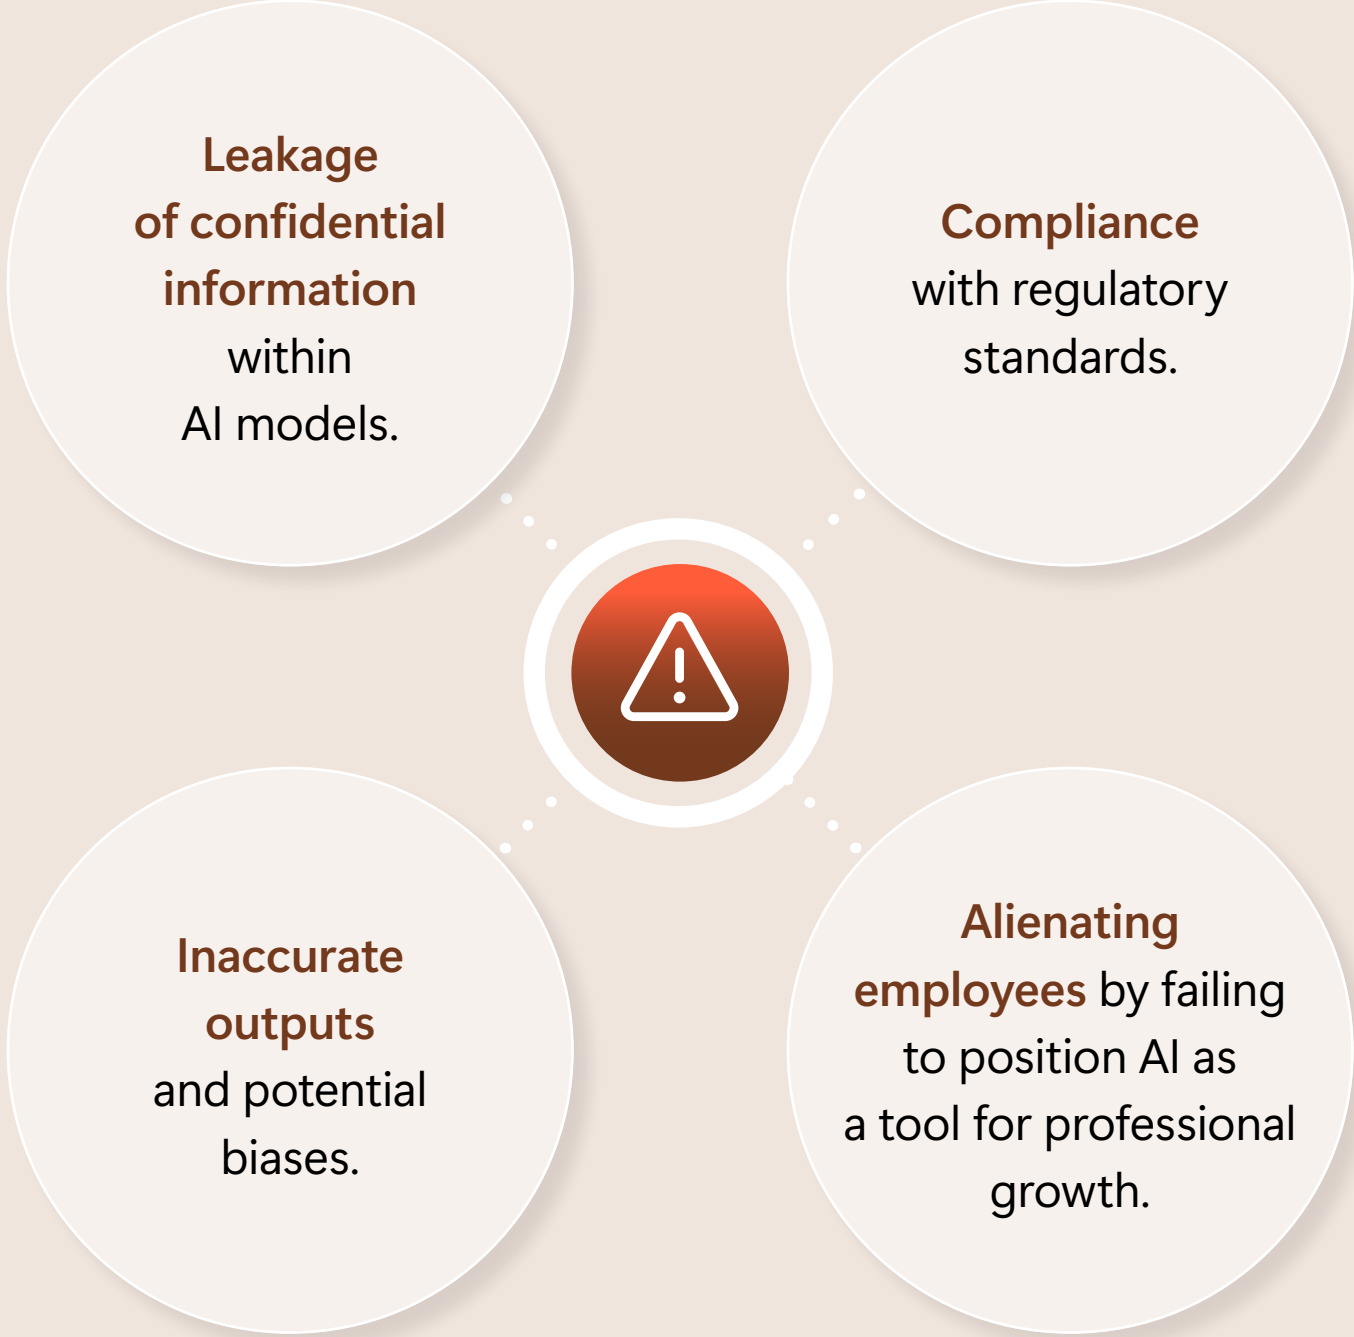 Leakage
of confidential
information
within
AI models.
Compliance
with regulatory
standards.
Inaccurate
outputs
and potential
biases.
Alienating
employees by failing
to position AI as
a tool for professional
growth.